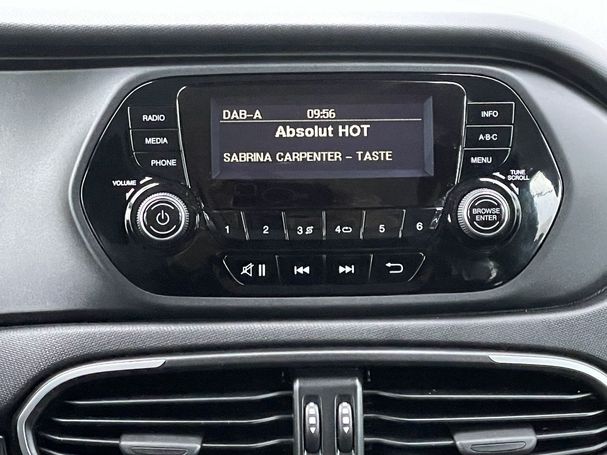 DAB-A 09:56
Absolut HOT
SABRINA CARPENTER - TASTE
RADIO
MEDIA
PHONE
VOLUME
INFO
A·B·C
MENU
TUNE
SCROLL
BROWSE
ENTER
1 2 3 4 5 6